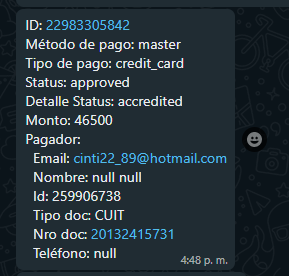 ID: 22983305842
Método de pago: master
Tipo de pago: credit_card
Status: approved
Detalle Status: accredited
Monto: 46500
Pagador:
Email: cinti22_89@hotmail.com
Nombre: null null
Id: 259906738
Tipo doc: CUIT
Nro doc: 20132415731
Teléfono: null
4:48 p. m.